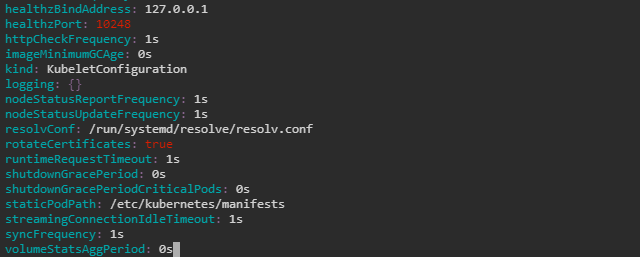 healthzBindAddress: 127.0.0.1
healthzPort: 10248
httpCheckFrequency: 1s
imageMinimumGCAge: 0s
kind: KubeletConfiguration
logging: {}
nodeStatusReportFrequency: 1s
nodeStatusUpdateFrequency: 1s
resolvConf: /run/systemd/resolve/resolv.conf
rotateCertificates: true
runtimeRequestTimeout: 1s
shutdownGracePeriod: 0s
shutdownGracePeriodCriticalPods: 0s
staticPodPath: /etc/kubernetes/manifests
streamingConnectionIdleTimeout: 1s
syncFrequency: 1s
volumeStatsAggPeriod: 0s